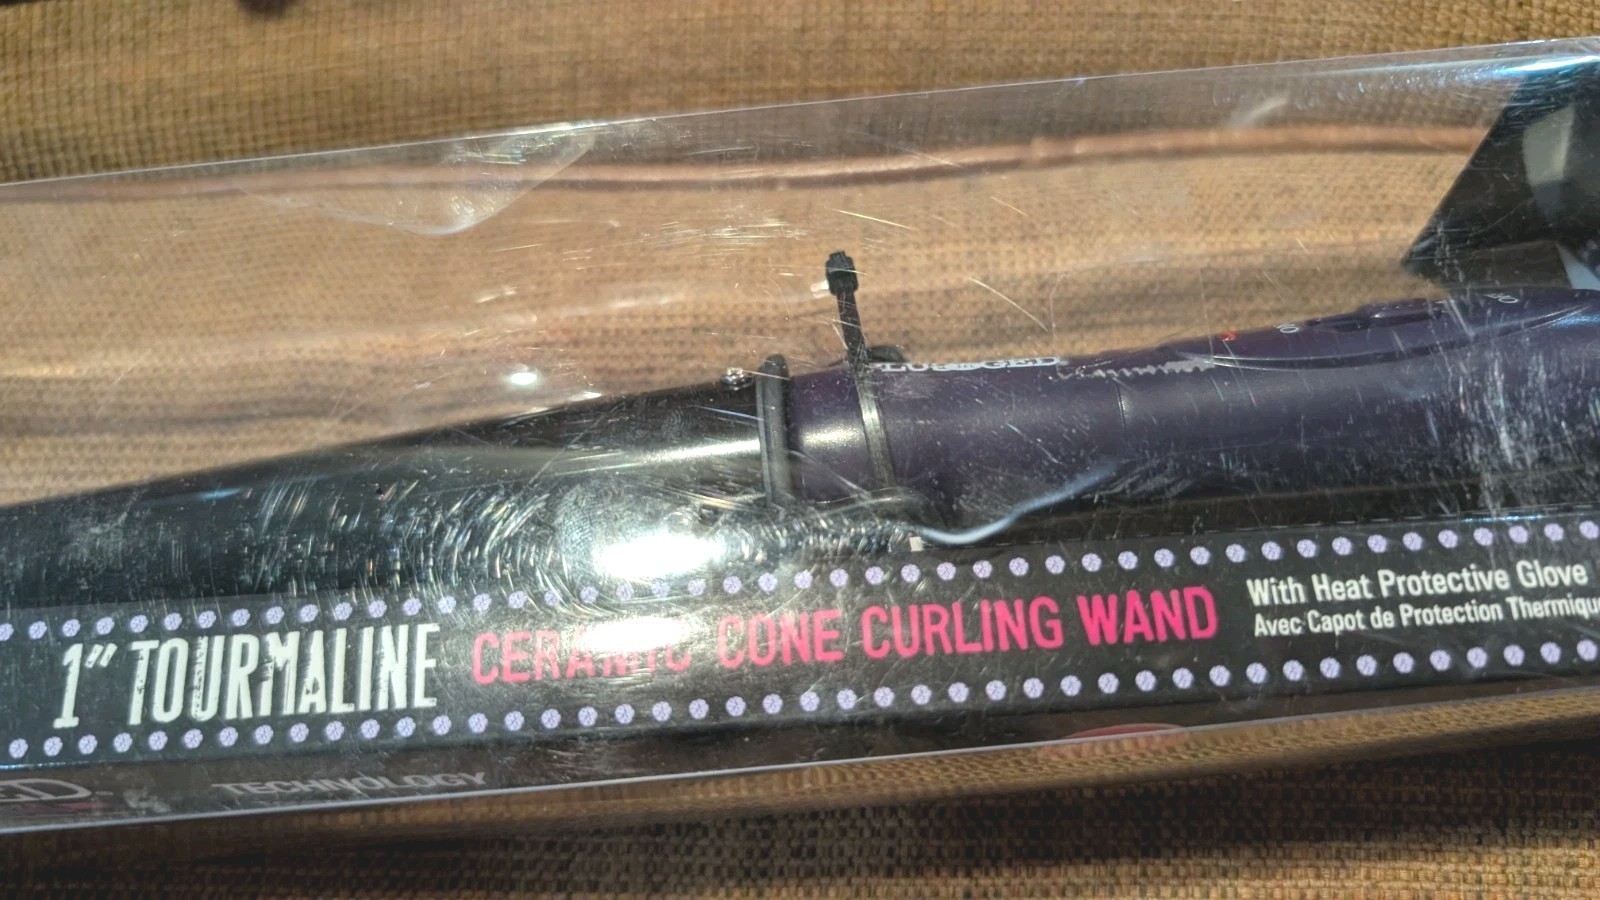 1" TOURMALINE CERAMIC CONE CURLING WAND
With Heat Protective Glove
Avec Capot de Protection Thermique
TECHNOLOGY